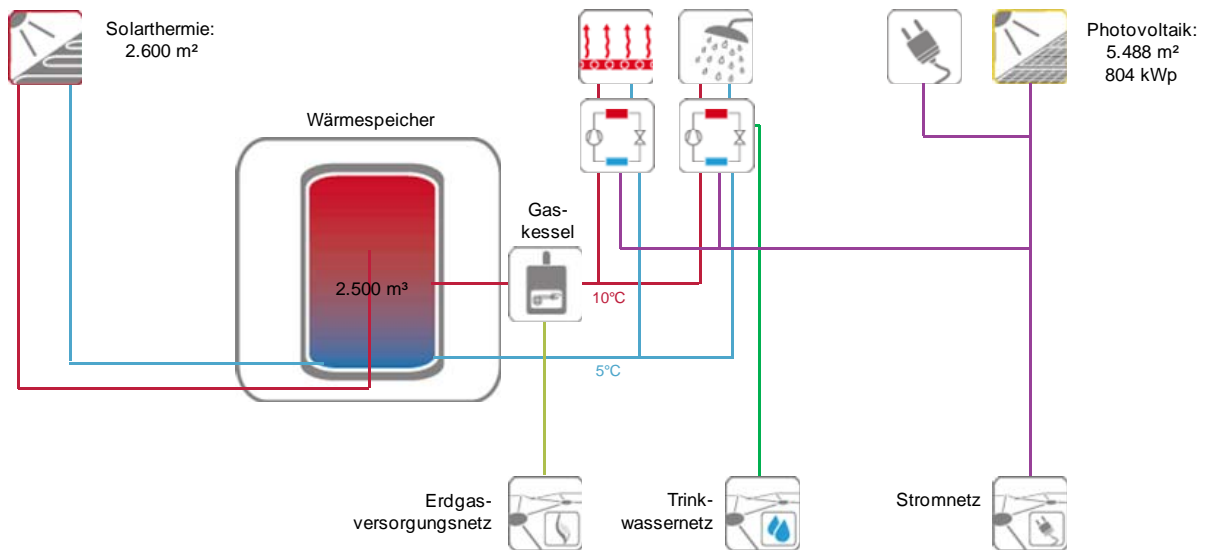 Solarthermie:
2.600 m²
Photovoltaik:
5.488 m²
804 kWp
Wärmespeicher
Gas-
kessel
2.500 m³
10°C
5°C
Erdgas-
versorgungsnetz
Trink-
wassernetz
Stromnetz